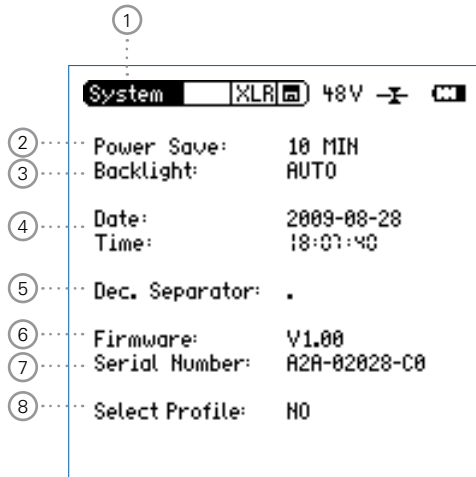 1
System XLR 48V
2 Power Save: 10 MIN
3 Backlight: AUTO
4 Date: 2009-08-28
Time: 18:07:40
5 Dec. Separator: .
6 Firmware: V1.00
7 Serial Number: A2A-02028-C0
8 Select Profile: NO